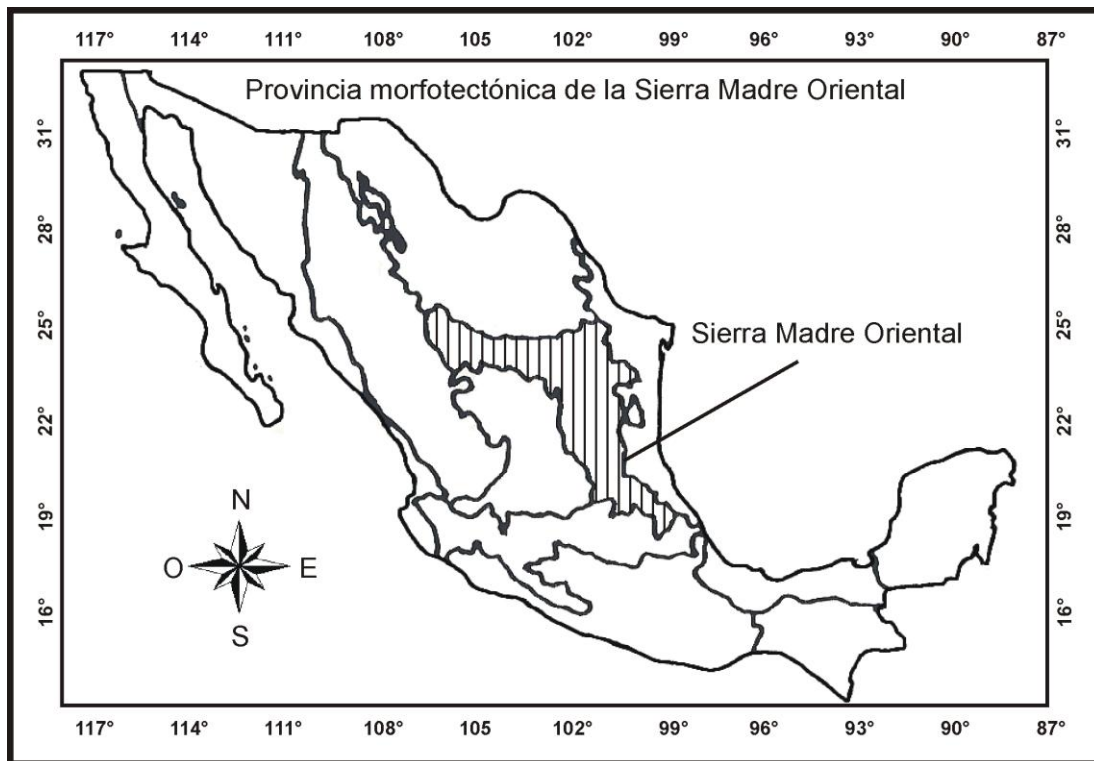 117° 114° 111° 108° 105 102° 99° 96° 93° 90° 87°
Provincia morfotectónica de la Sierra Madre Oriental
31° 31°
28° 28°
25° 25°
Sierra Madre Oriental
22° 22°
19° 19°
N
O E
S
16° 16°
117° 114° 111° 108° 105 102° 99° 96° 93° 90° 87°